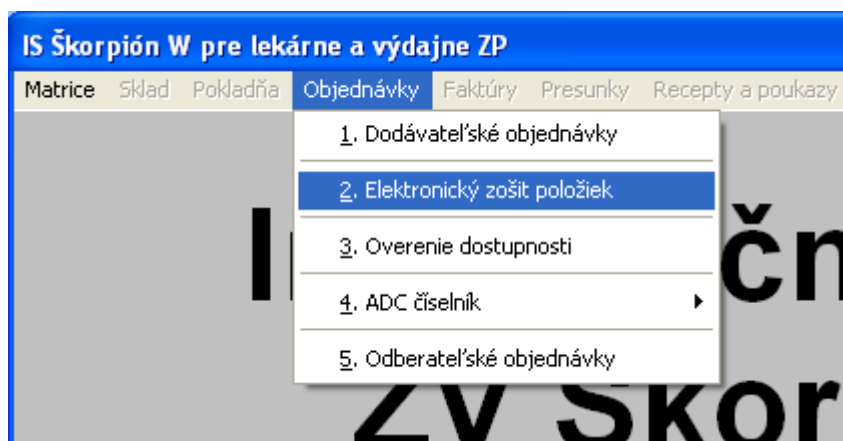 IS Škorpión W pre lekárne a výdajne ZP
Matrice Sklad Pokladňa Objednávky Faktúry Presunky Recepty a poukazy
1. Dodávateľské objednávky
2. Elektronický zošit položiek
3. Overenie dostupnosti
4. ADC číselník
5. Odberateľské objednávky